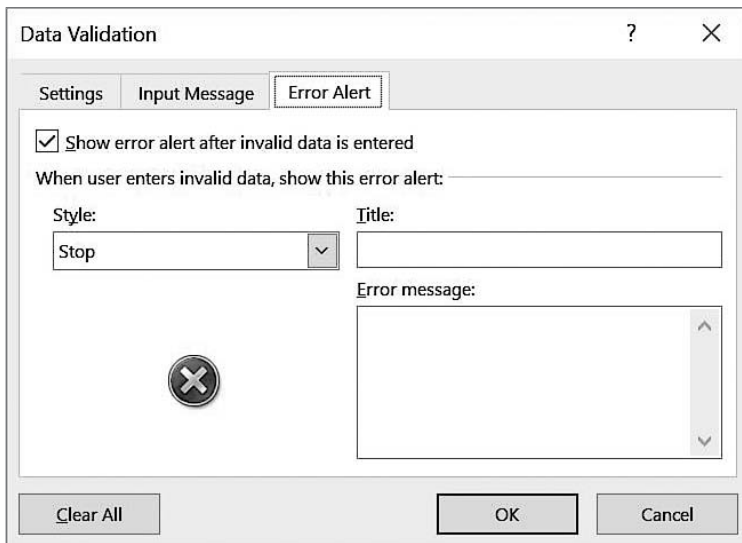 Data Validation ?
Settings Input Message Error Alert
Show error alert after invalid data is entered
When user enters invalid data, show this error alert:
Style: Title:
Stop
Error message:
Clear All OK Cancel